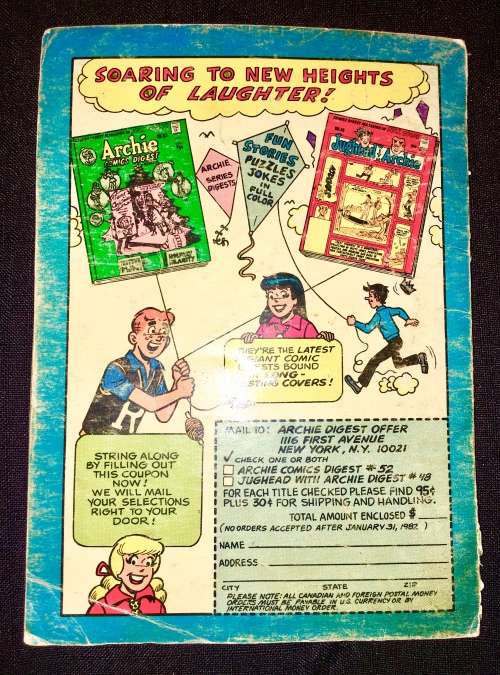 SOARING TO NEW HEIGHTS
OF LAUGHTER!
Archie
COMICS DIGEST
ARCHIE
SERIES
DIGESTS
FUN
STORIES
PUZZLES
JOKES
IN
FULL
COLOR
Jughead with Archie
THEY'RE THE LATEST
GIANT COMIC
DIGESTS BOUND
IN LONG-
LASTING COVERS!
R
STRING ALONG
BY FILLING OUT
THIS COUPON
NOW!
WE WILL MAIL
YOUR SELECTIONS
RIGHT TO YOUR
DOOR!
MAIL TO: ARCHIE DIGEST OFFER
1116 FIRST AVENUE
NEW YORK, N.Y. 10021
✓ CHECK ONE OR BOTH
☐ ARCHIE COMICS DIGEST #52
☐ JUGHEAD WITH ARCHIE DIGEST #48
FOR EACH TITLE CHECKED PLEASE FIND 95¢
PLUS 30¢ FOR SHIPPING AND HANDLING.
TOTAL AMOUNT ENCLOSED $
(NO ORDERS ACCEPTED AFTER JANUARY 31, 1982)
NAME
ADDRESS
CITY STATE ZIP
PLEASE NOTE: ALL CANADIAN AND FOREIGN POSTAL MONEY
ORDERS MUST BE PAYABLE IN U.S. CURRENCY OR BY
INTERNATIONAL MONEY ORDER